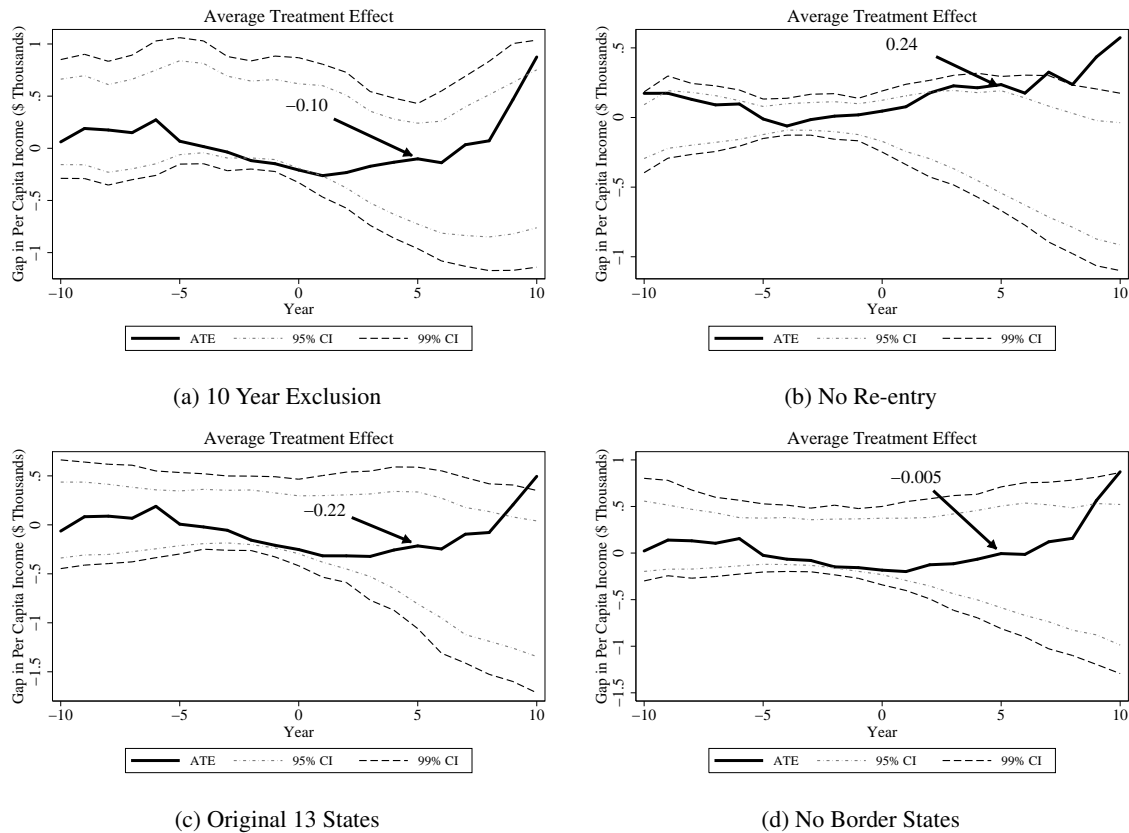 Average Treatment Effect
Gap in Per Capita Income ($ Thousands)
1
.5
0
−.5
−1
−0.10
−10 −5 0 5 10
Year
ATE 95% CI 99% CI
(a) 10 Year Exclusion
Average Treatment Effect
Gap in Per Capita Income ($ Thousands)
.5
0
−.5
−1
0.24
−10 −5 0 5 10
Year
ATE 95% CI 99% CI
(b) No Re-entry
Average Treatment Effect
Gap in Per Capita Income ($ Thousands)
.5
0
−.5
−1
−1.5
−0.22
−10 −5 0 5 10
Year
ATE 95% CI 99% CI
(c) Original 13 States
Average Treatment Effect
Gap in Per Capita Income ($ Thousands)
1
.5
0
−.5
−1
−1.5
−0.005
−10 −5 0 5 10
Year
ATE 95% CI 99% CI
(d) No Border States